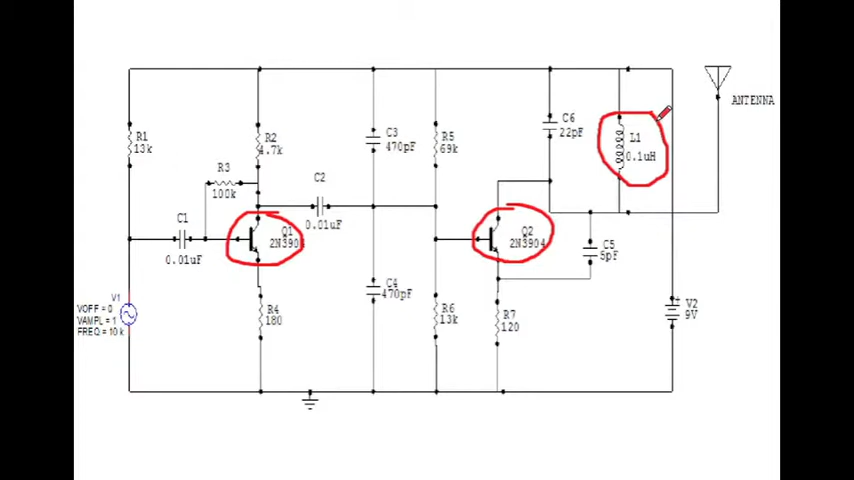 ANTENNA
C6
22pF
L1
0.1uH
R1
13k
R2
4.7k
C3
470pF
R5
69k
R3
100k
C2
0.01uF
C1
0.01uF
Q1
2N390
Q2
2N3904
C5
5pF
V1
VOFF = 0
VAMPL = 1
FREQ = 10k
R4
180
C4
470pF
R6
13k
R7
120
V2
9V